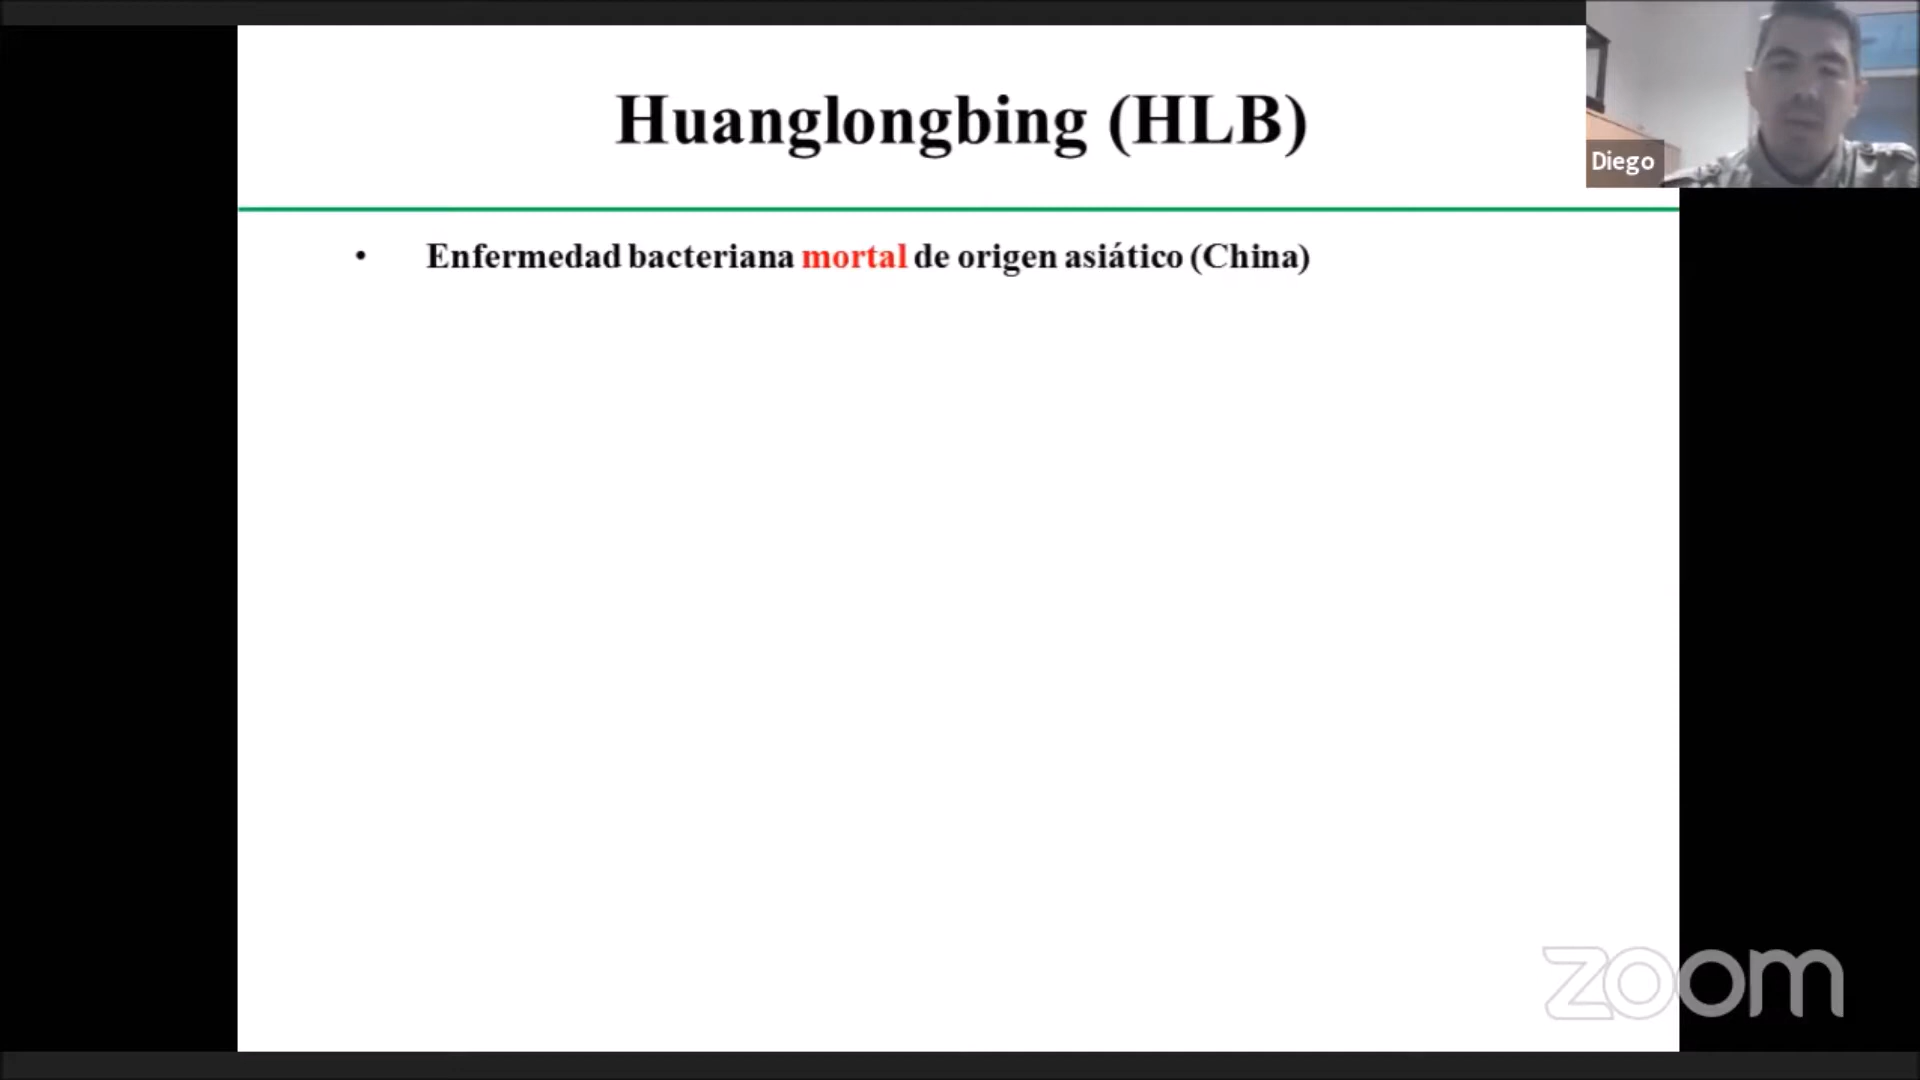 Huanglongbing (HLB)
Diego
• Enfermedad bacteriana mortal de origen asiático (China)
zoom